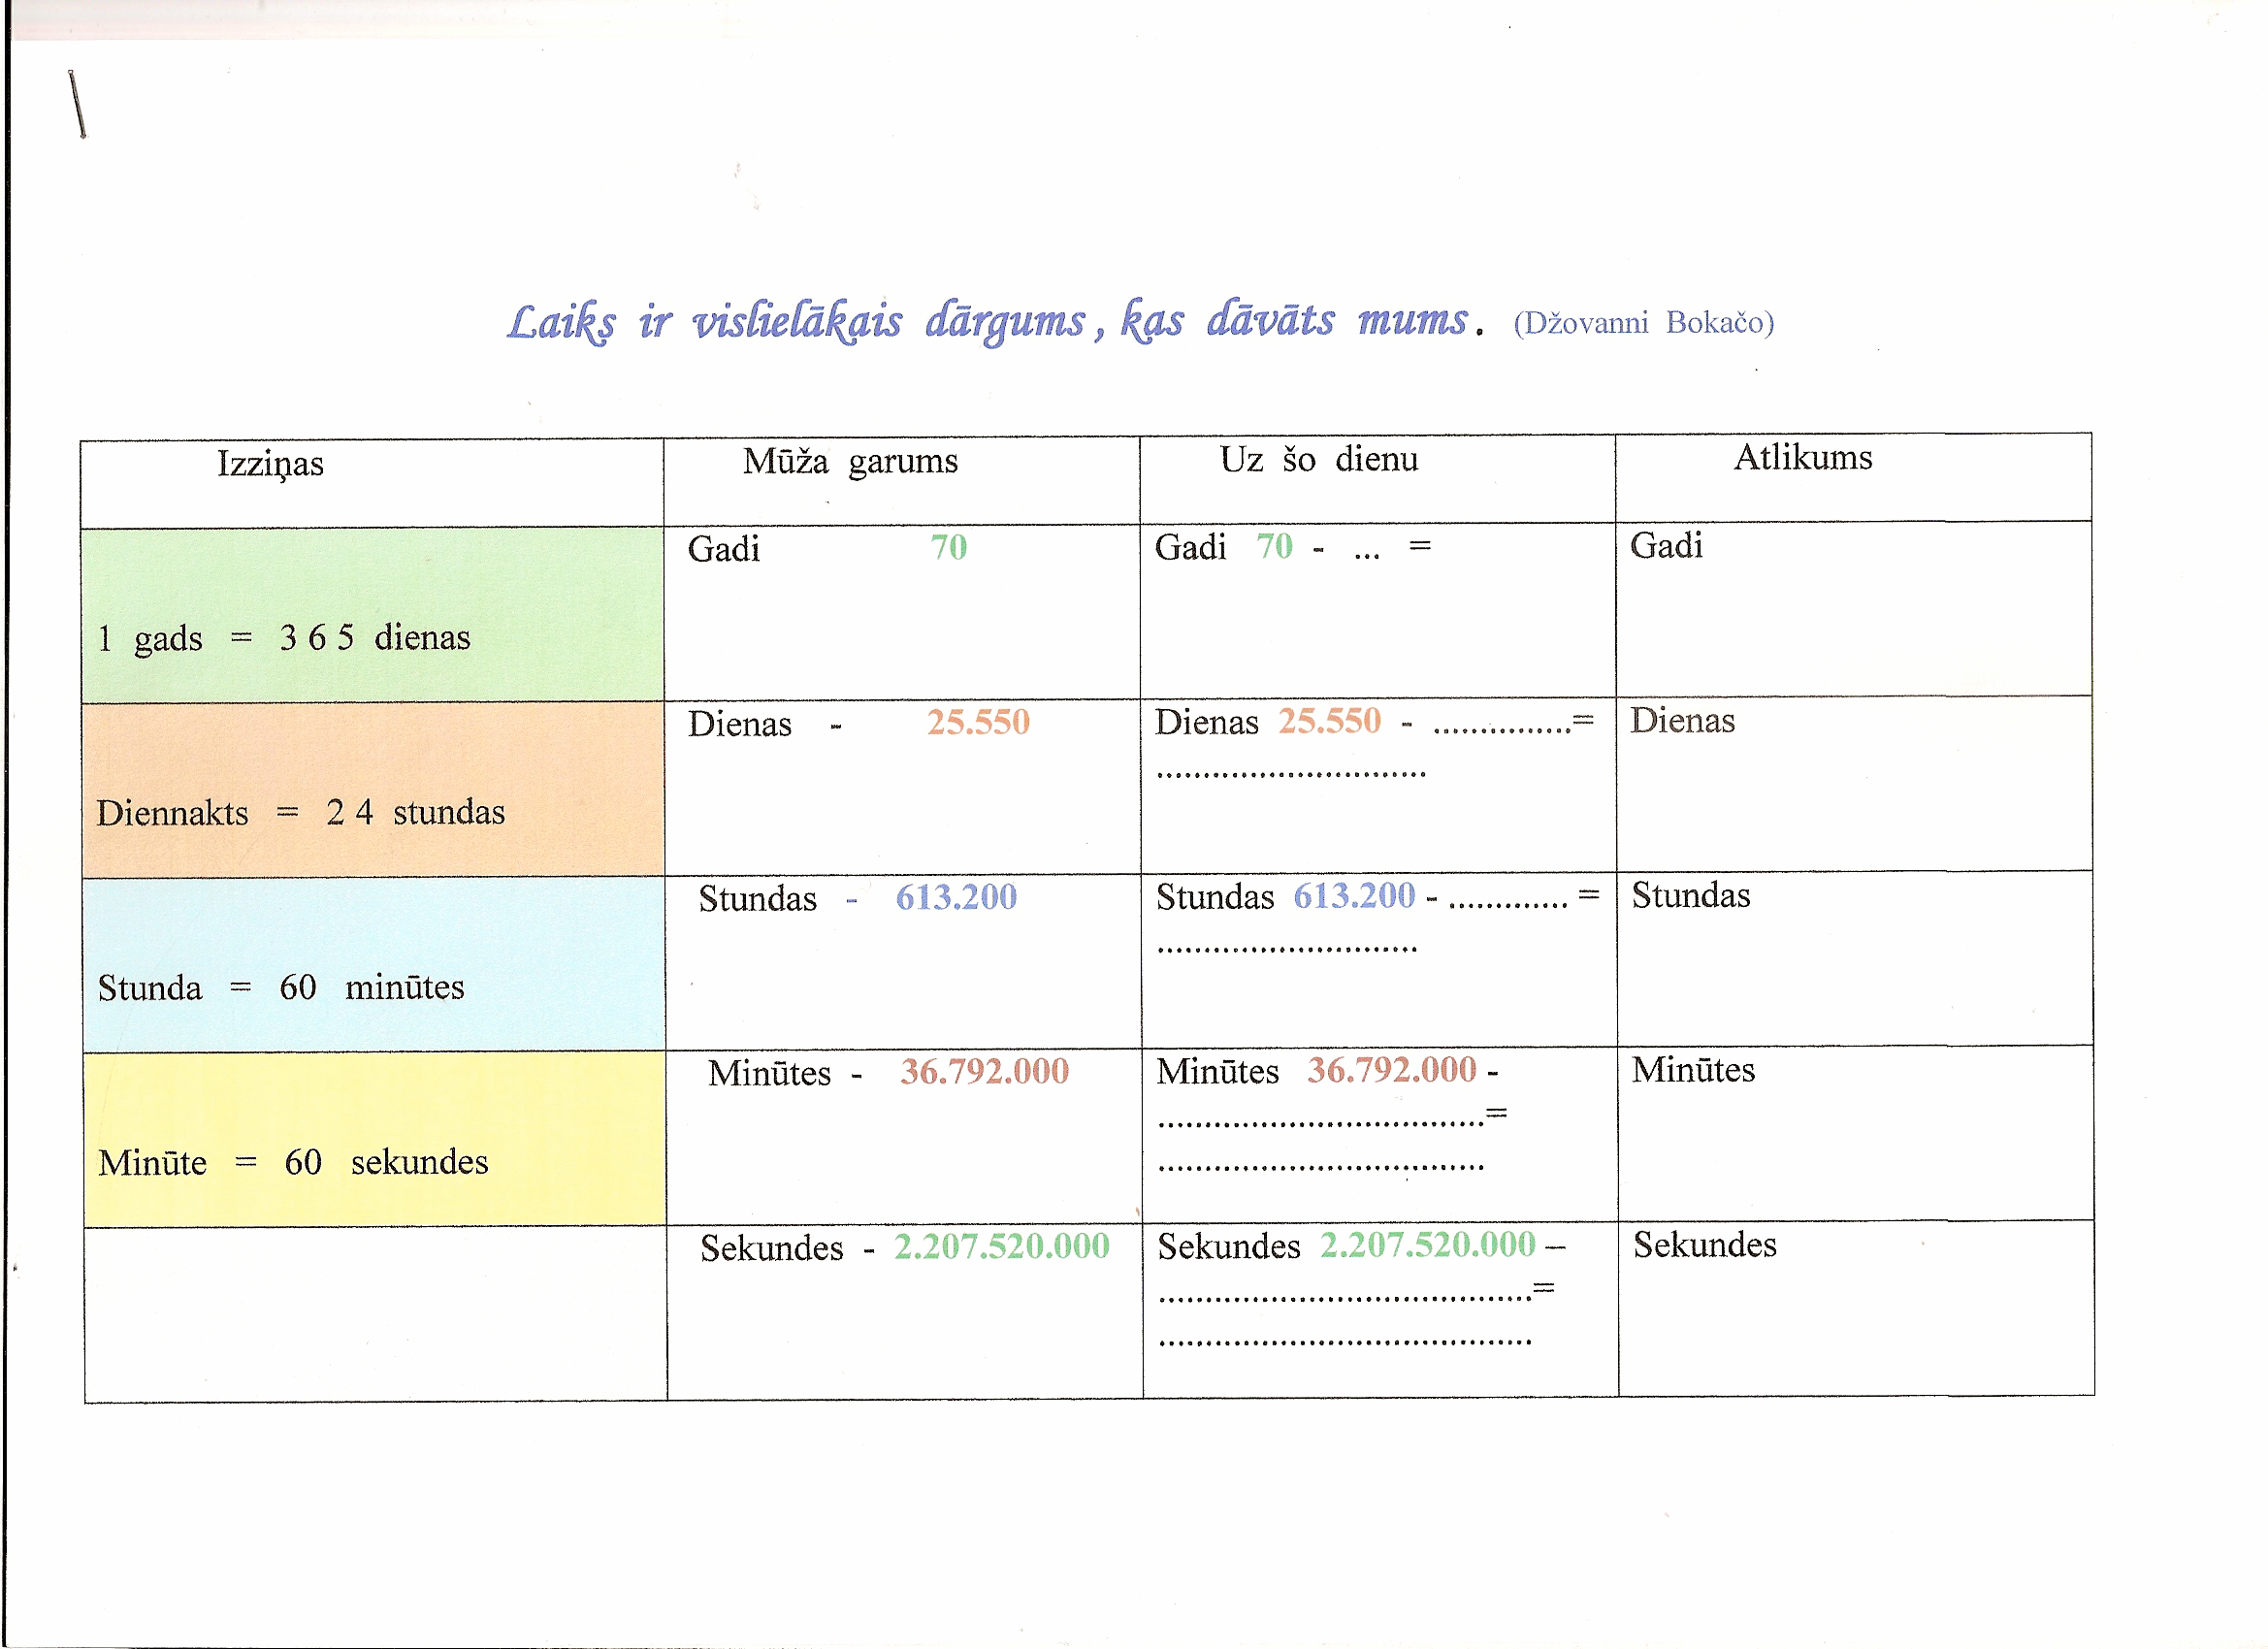 Laiks ir vislielākais dārgums, kas dāvāts mums. (Džovanni Bokačo)
Izziņas Mūža garums Uz šo dienu Atlikums
1 gads = 3 6 5 dienas
Gadi 70
Gadi 70 - ... =
Gadi
Diennakts = 2 4 stundas
Dienas - 25.550
Dienas 25.550 - ...............=
.............................
Dienas
Stunda = 60 minūtes
Stundas - 613.200
Stundas 613.200 - ............. =
............................
Stundas
Minūte = 60 sekundes
Minūtes - 36.792.000
Minūtes 36.792.000 -
...................................=
...................................
Minūtes
Sekundes - 2.207.520.000
Sekundes 2.207.520.000 –
........................................=
........................................
Sekundes